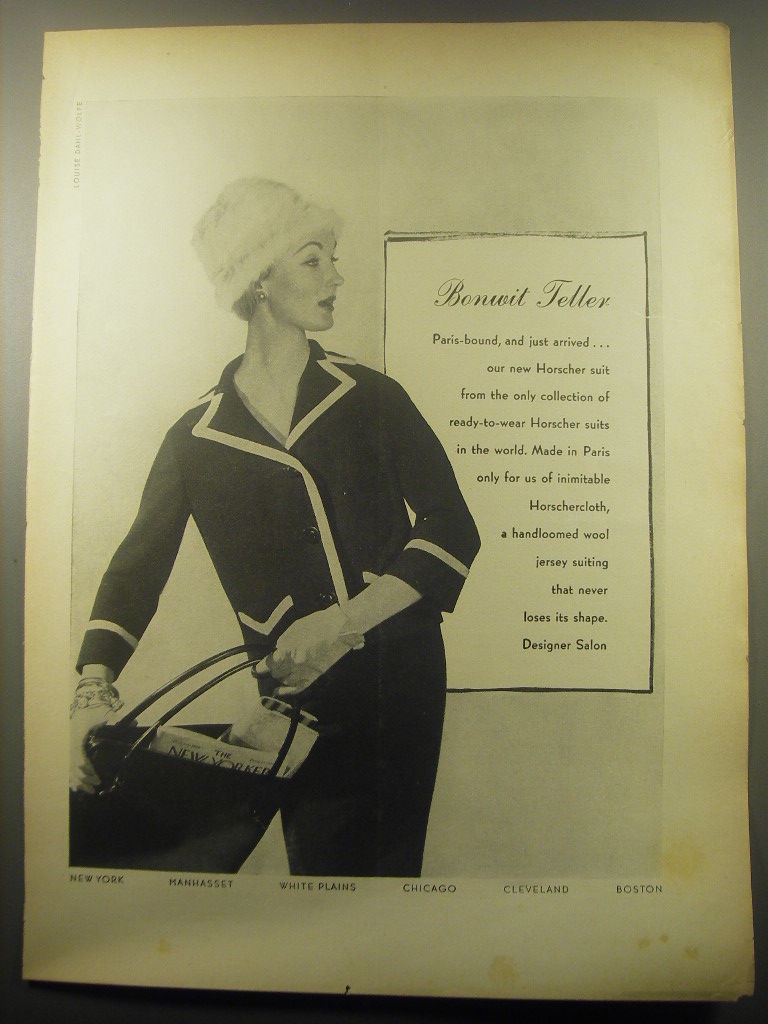 LOUISE DAHL-WOLFE
Bonwit Teller
Paris-bound, and just arrived . . .
our new Horscher suit
from the only collection of
ready-to-wear Horscher suits
in the world. Made in Paris
only for us of inimitable
Horschercloth,
a handloomed wool
jersey suiting
that never
loses its shape.
Designer Salon
THE
NEW YORKER
NEW YORK MANHASSET WHITE PLAINS CHICAGO CLEVELAND BOSTON